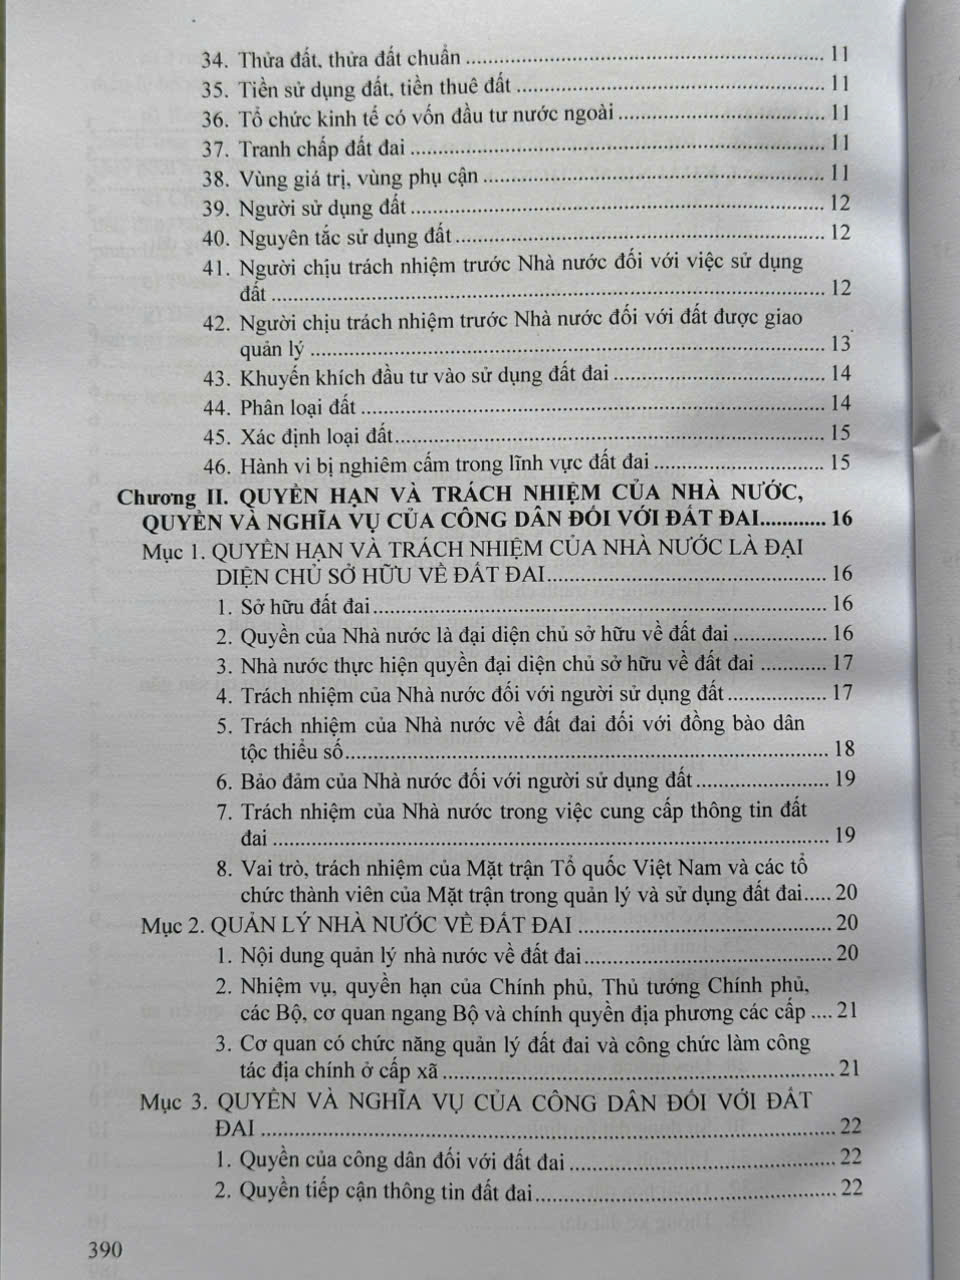 34. Thửa đất, thửa đất chuẩn ........ 11
35. Tiền sử dụng đất, tiền thuê đất ........ 11
36. Tổ chức kinh tế có vốn đầu tư nước ngoài ........ 11
37. Tranh chấp đất đai ........ 11
38. Vùng giá trị, vùng phụ cận ........ 11
39. Người sử dụng đất ........ 12
40. Nguyên tắc sử dụng đất ........ 12
41. Người chịu trách nhiệm trước Nhà nước đối với việc sử dụng
đất ........ 12
42. Người chịu trách nhiệm trước Nhà nước đối với đất được giao
quản lý ........ 13
43. Khuyến khích đầu tư vào sử dụng đất đai ........ 14
44. Phân loại đất ........ 14
45. Xác định loại đất ........ 15
46. Hành vi bị nghiêm cấm trong lĩnh vực đất đai ........ 15
Chương II. QUYỀN HẠN VÀ TRÁCH NHIỆM CỦA NHÀ NƯỚC,
QUYỀN VÀ NGHĨA VỤ CỦA CÔNG DÂN ĐỐI VỚI ĐẤT ĐAI ........ 16
Mục 1. QUYỀN HẠN VÀ TRÁCH NHIỆM CỦA NHÀ NƯỚC LÀ ĐẠI
DIỆN CHỦ SỞ HỮU VỀ ĐẤT ĐAI ........ 16
1. Sở hữu đất đai ........ 16
2. Quyền của Nhà nước là đại diện chủ sở hữu về đất đai ........ 16
3. Nhà nước thực hiện quyền đại diện chủ sở hữu về đất đai ........ 17
4. Trách nhiệm của Nhà nước đối với người sử dụng đất ........ 17
5. Trách nhiệm của Nhà nước về đất đai đối với đồng bào dân
tộc thiểu số ........ 18
6. Bảo đảm của Nhà nước đối với người sử dụng đất ........ 19
7. Trách nhiệm của Nhà nước trong việc cung cấp thông tin đất
đai ........ 19
8. Vai trò, trách nhiệm của Mặt trận Tổ quốc Việt Nam và các tổ
chức thành viên của Mặt trận trong quản lý và sử dụng đất đai ..... 20
Mục 2. QUẢN LÝ NHÀ NƯỚC VỀ ĐẤT ĐAI ........ 20
1. Nội dung quản lý nhà nước về đất đai ........ 20
2. Nhiệm vụ, quyền hạn của Chính phủ, Thủ tướng Chính phủ,
các Bộ, cơ quan ngang Bộ và chính quyền địa phương các cấp .... 21
3. Cơ quan có chức năng quản lý đất đai và công chức làm công
tác địa chính ở cấp xã ........ 21
Mục 3. QUYỀN VÀ NGHĨA VỤ CỦA CÔNG DÂN ĐỐI VỚI ĐẤT
ĐAI ........ 22
1. Quyền của công dân đối với đất đai ........ 22
2. Quyền tiếp cận thông tin đất đai ........ 22
390